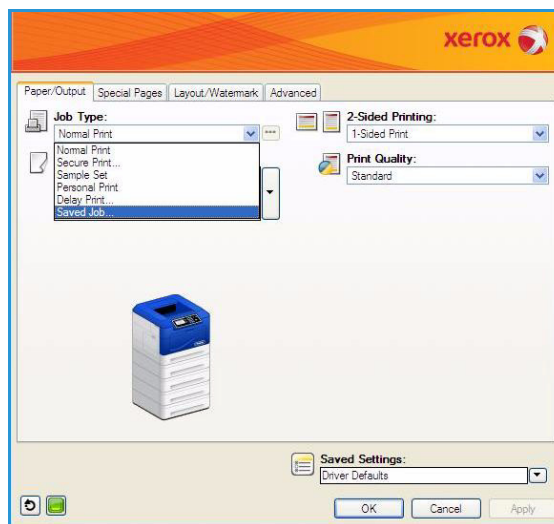 xerox
Paper/Output Special Pages Layout/Watermark Advanced
Job Type:
Normal Print
Normal Print
Secure Print...
Sample Set
Personal Print
Delay Print...
Saved Job...
2-Sided Printing:
1-Sided Print
Print Quality:
Standard
Saved Settings:
Driver Defaults
OK Cancel Apply